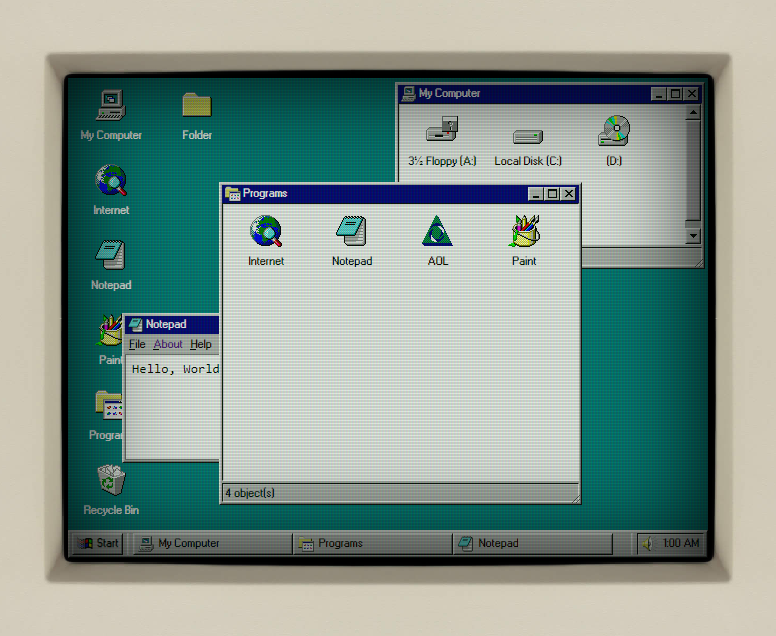 My Computer
Folder
Internet
Notepad
Paint
Recycle Bin
My Computer
3½ Floppy (A:)
Local Disk (C:)
(D:)
Programs
Internet
Notepad
AOL
Paint
4 object(s)
Notepad
File About Help
Hello, World
Start
My Computer
Programs
Notepad
1:00 AM